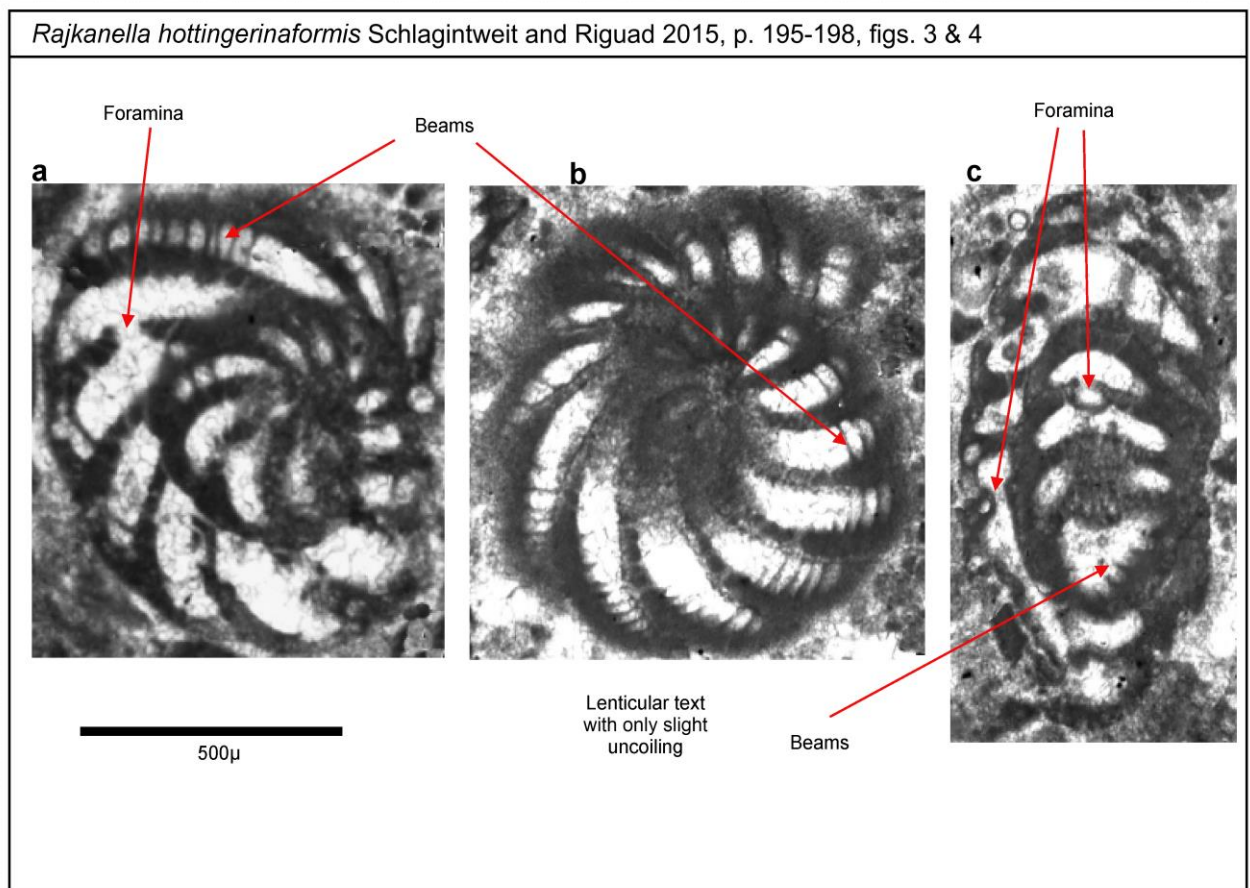 Rajkanella hottingerinaformis Schlagintweit and Riguad 2015, p. 195-198, figs. 3 & 4
Foramina
Beams
Foramina
a
b
c
Lenticular text
with only slight
uncoiling
Beams
500µ